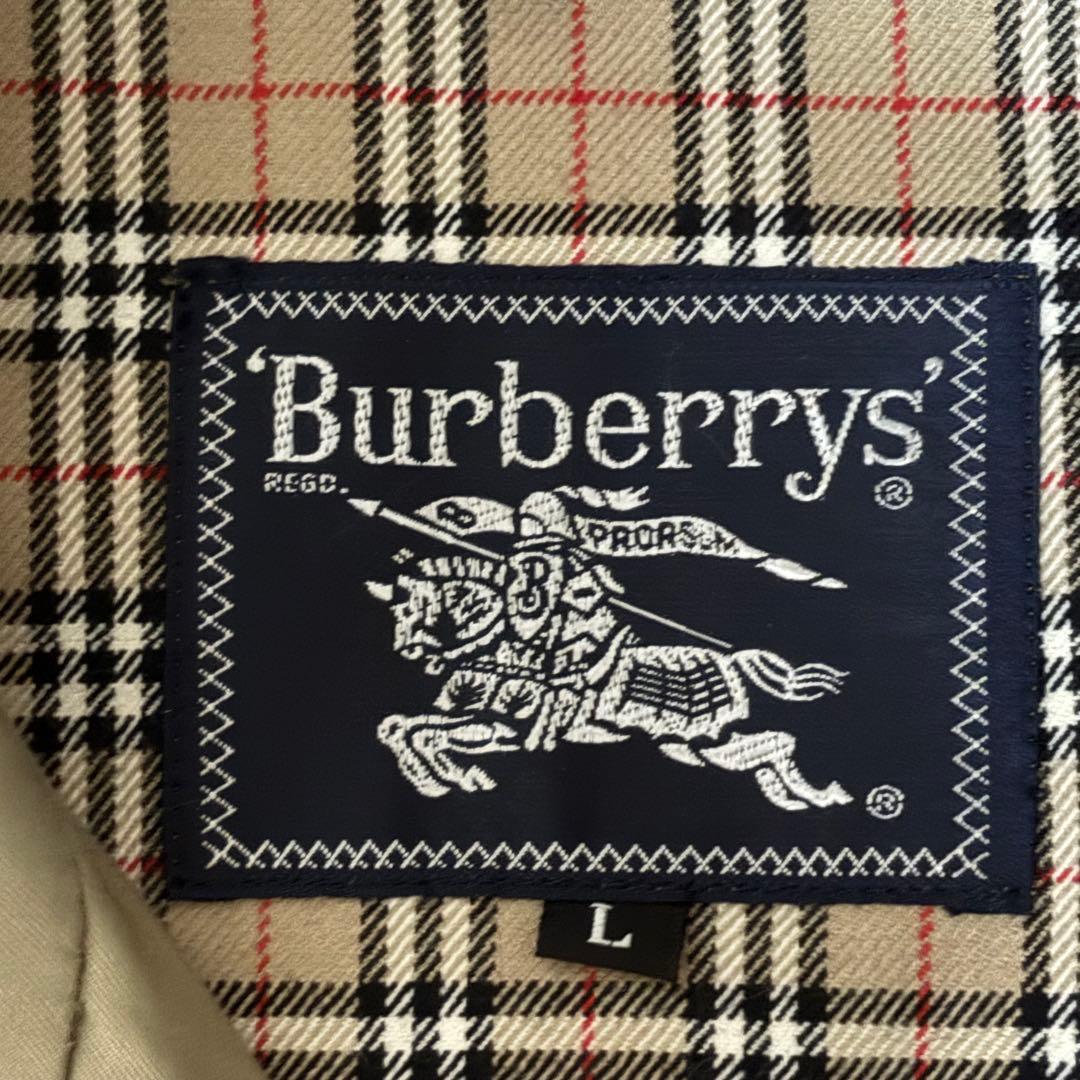 ‘Burberrys’
REGD. ®
B PRORSUM
®
L